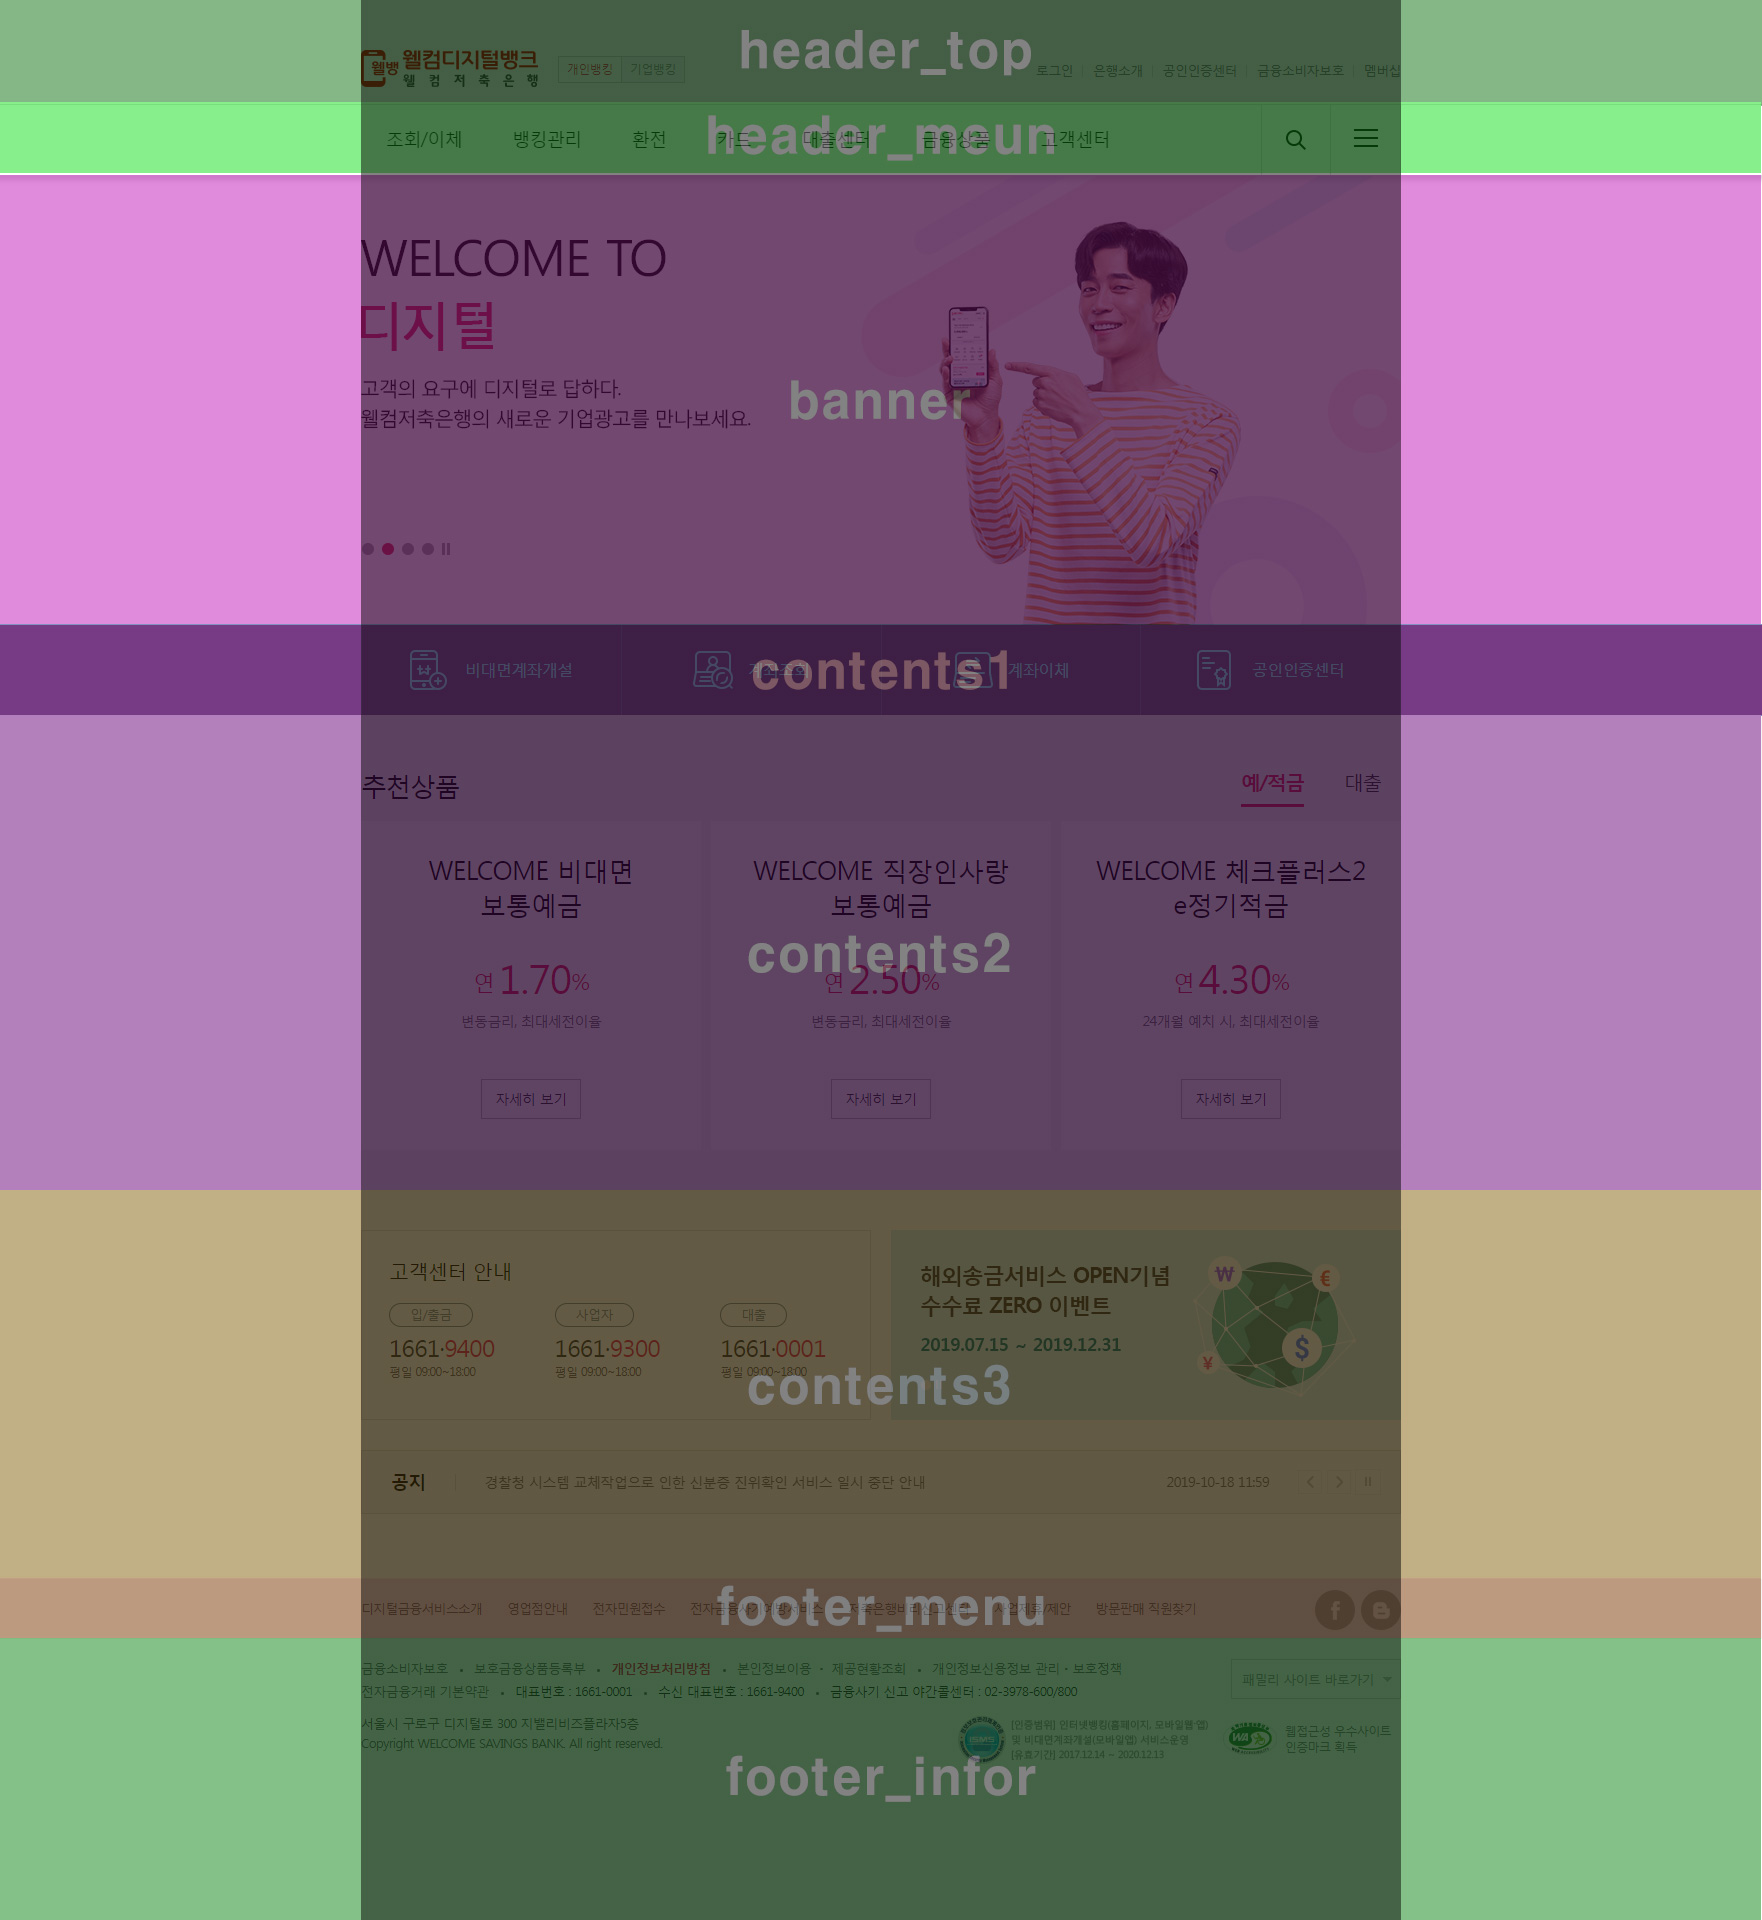 header_top
웰뱅
웰컴디지털뱅크
웰컴저축은행
개인뱅킹 기업뱅킹
로그인 은행소개 공인인증센터 금융소비자보호 멤버십
header_meun
조회/이체 뱅킹관리 환전 카드 대출센터 금융상품 고객센터
WELCOME TO
디지털
고객의 요구에 디지털로 답하다.
웰컴저축은행의 새로운 기업광고를 만나보세요.
banner
비대면계좌개설 계좌조회 계좌이체 공인인증센터
contents1
추천상품
예/적금 대출
WELCOME 비대면
보통예금
연 1.70%
변동금리, 최대세전이율
자세히 보기
WELCOME 직장인사랑
보통예금
연 2.50%
변동금리, 최대세전이율
자세히 보기
WELCOME 체크플러스2
e정기적금
연 4.30%
24개월 예치 시, 최대세전이율
자세히 보기
contents2
고객센터 안내
입/출금 사업자 대출
1661·9400 1661·9300 1661·0001
평일 09:00~18:00 평일 09:00~18:00 평일 09:00~18:00
해외송금서비스 OPEN기념
수수료 ZERO 이벤트
2019.07.15 ~ 2019.12.31
₩ € $ ¥
contents3
공지 경찰청 시스템 교체작업으로 인한 신분증 진위확인 서비스 일시 중단 안내 2019-10-18 11:59
footer_menu
디지털금융서비스소개 영업점안내 전자민원접수 전자금융사기예방서비스 저축은행비리신고센터 사업제휴/제안 방문판매 직원찾기
금융소비자보호 • 보호금융상품등록부 • 개인정보처리방침 • 본인정보이용 · 제공현황조회 • 개인정보신용정보 관리 · 보호정책
전자금융거래 기본약관 • 대표번호 : 1661-0001 • 수신 대표번호 : 1661-9400 • 금융사기 신고 야간콜센터 : 02-3978-600/800
패밀리 사이트 바로가기
서울시 구로구 디지털로 300 지밸리비즈플라자5층
Copyright WELCOME SAVINGS BANK. All right reserved.
ISMS
[인증범위] 인터넷뱅킹(홈페이지, 모바일웹·앱)
및 비대면계좌개설(모바일앱) 서비스운영
[유효기간] 2017.12.14 ~ 2020.12.13
WA
웹접근성 우수사이트
인증마크 획득
footer_infor